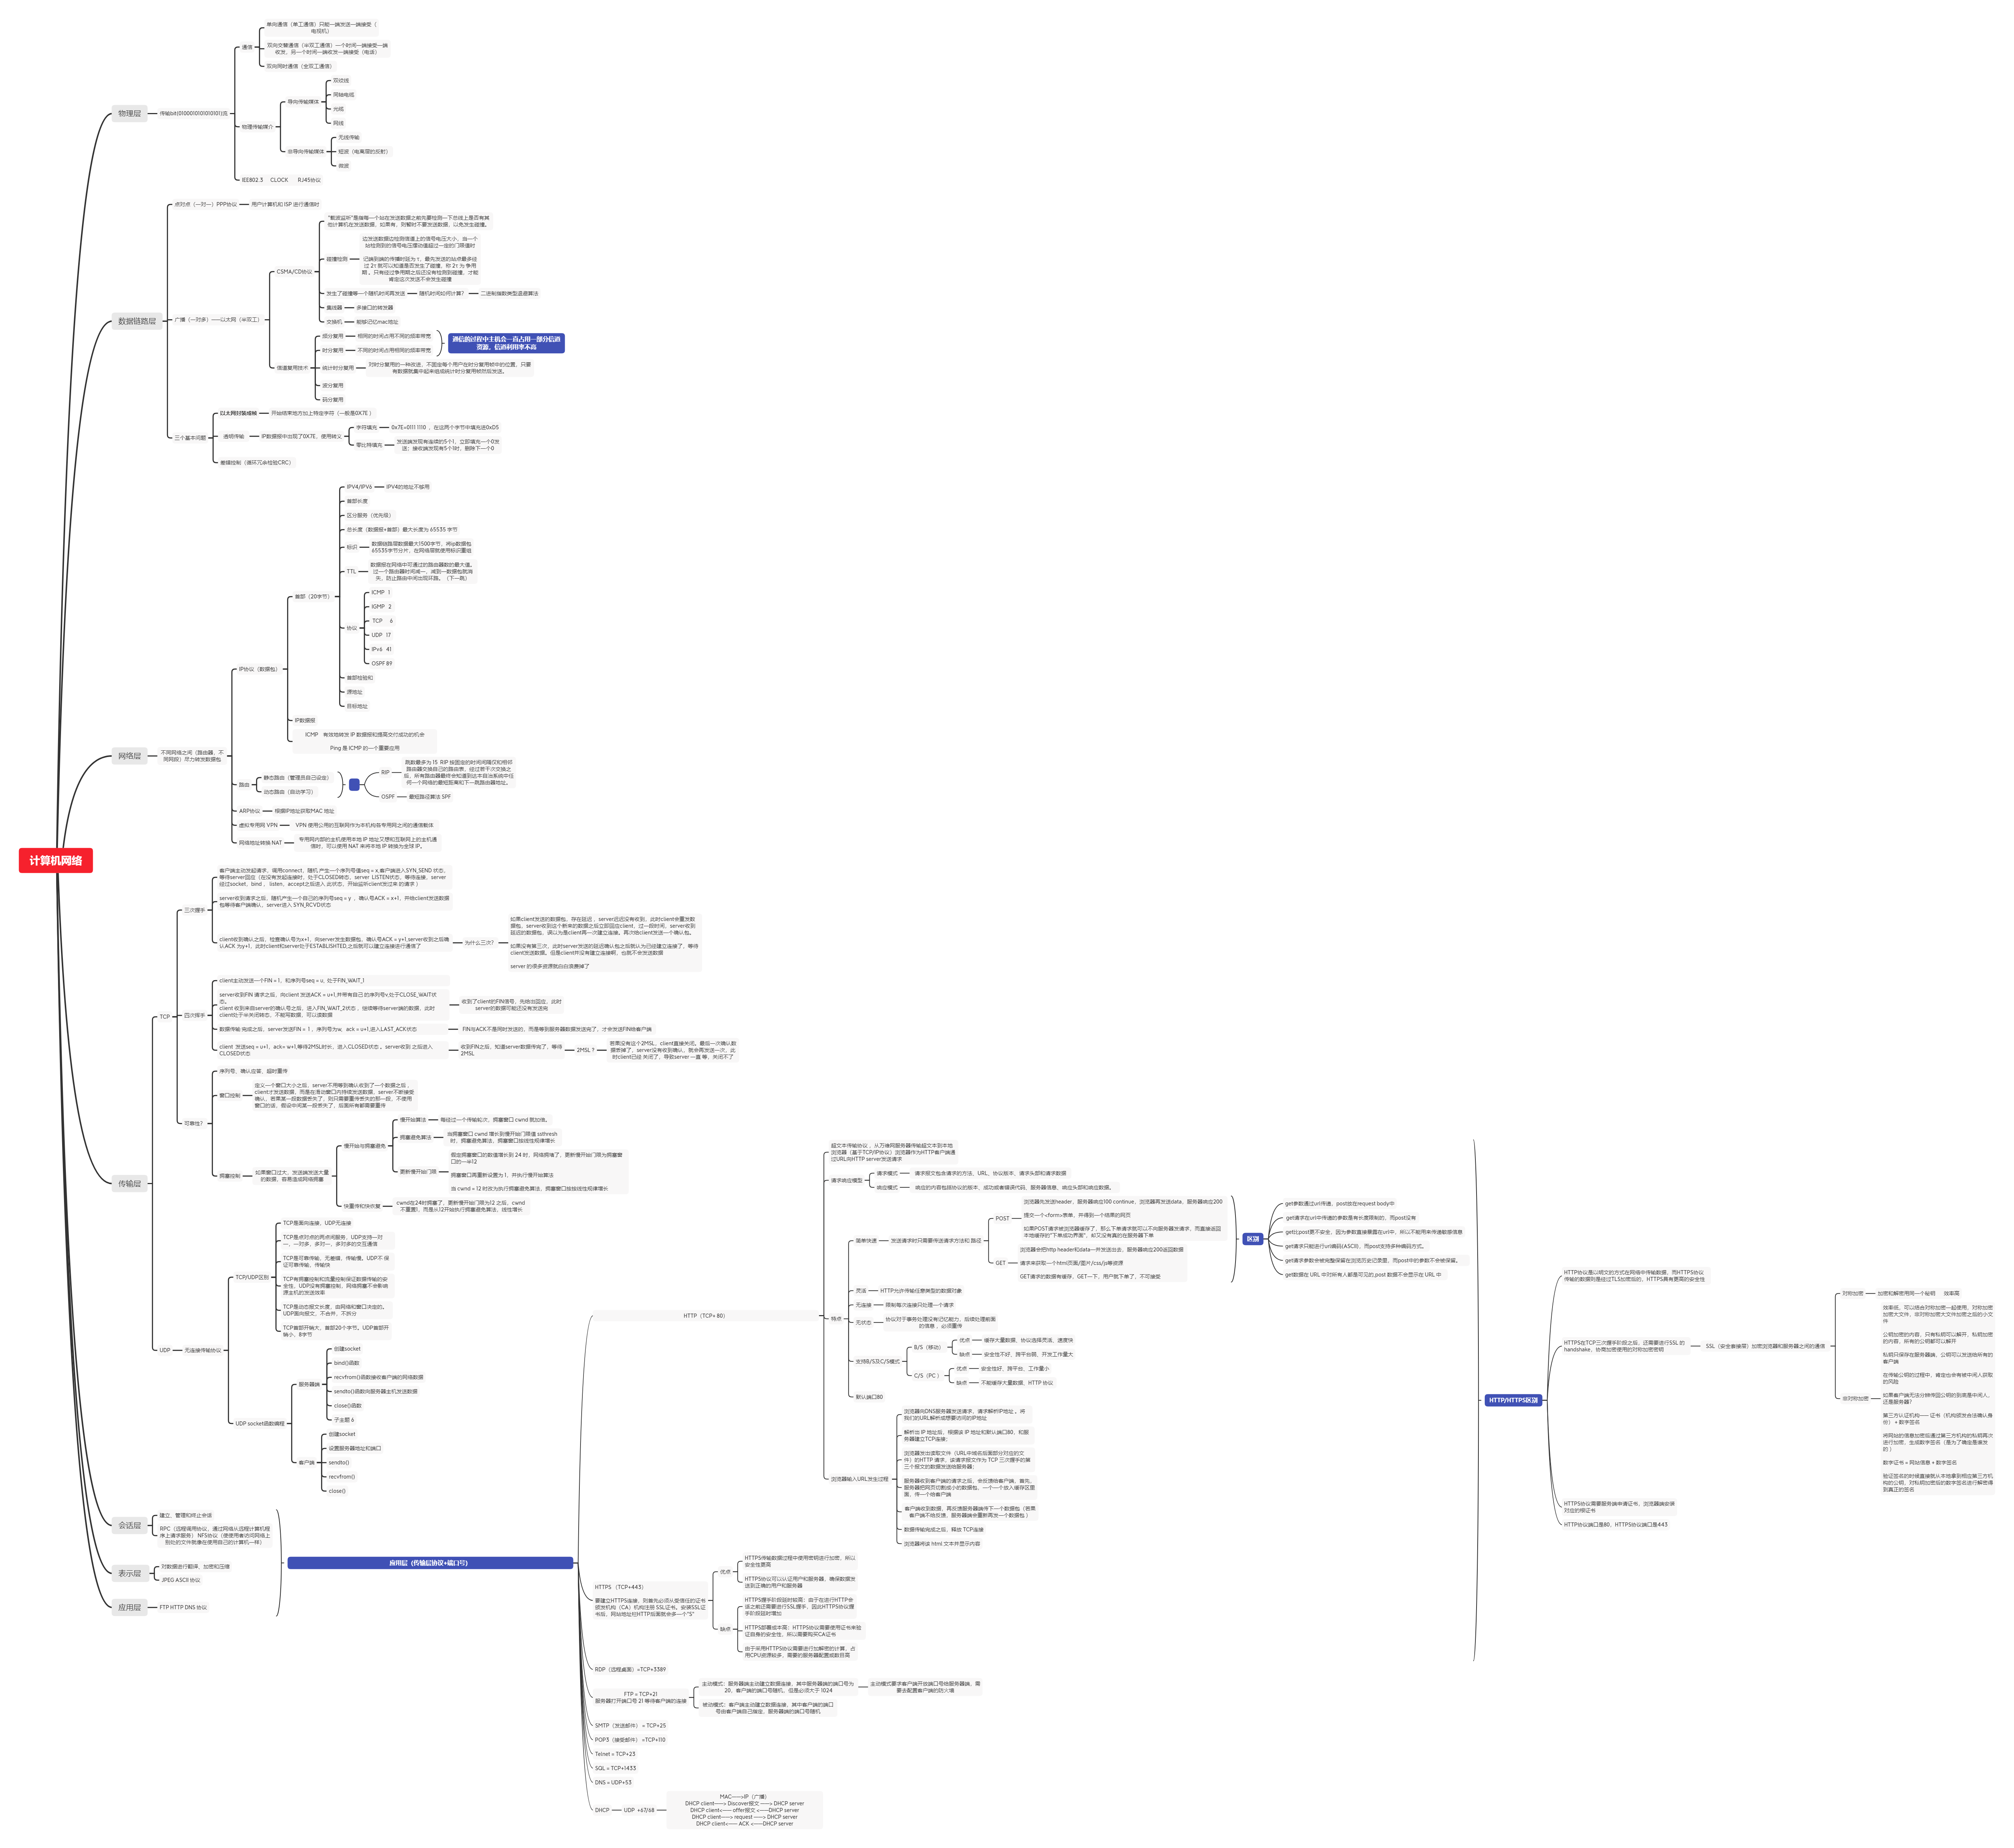 计算机网络
物理层
传输bit(0100010101010101)流
通信
单向通信（单工通信）只能一端发送一端接受（
电视机）
双向交替通信（半双工通信）一个时间一端接受一端
收发，另一个时间一端收发一端接受（电话）
双向同时通信（全双工通信）
物理传输媒介
导向传输媒体
双绞线
同轴电缆
光缆
网线
非导向传输媒体
无线传输
短波（电离层的反射）
微波
IEE802.3 CLOCK RJ45协议
数据链路层
点对点（一对一）PPP协议
用户计算机和 ISP 进行通信时
广播（一对多）——以太网（半双工）
CSMA/CD协议
"载波监听"是指每一个站在发送数据之前先要检测一下总线上是否有其
他计算机在发送数据，如果有，则暂时不要发送数据，以免发生碰撞。
碰撞检测
边发送数据边检测信道上的信号电压大小，当一个
站检测到的信号电压摆动值超过一定的门限值时
记端到端的传播时延为 τ，最先发送的站点最多经
过 2τ 就可以知道是否发生了碰撞，称 2τ 为 争用
期 。只有经过争用期之后还没有检测到碰撞，才能
肯定这次发送不会发生碰撞
发生了碰撞等一个随机时间再发送
随机时间如何计算？
二进制指数类型退避算法
集线器
多接口的转发器
交换机
能够记忆mac地址
信道复用技术
频分复用
相同的时间占用不同的频率带宽
时分复用
不同的时间占用相同的频率带宽
通信的过程中主机会一直占用一部分信道
资源，信道利用率不高
统计时分复用
对时分复用的一种改进，不固定每个用户在时分复用帧中的位置，只要
有数据就集中起来组成统计时分复用帧然后发送。
波分复用
码分复用
三个基本问题
以太网封装成帧
开始结束地方加上特定字符（一般是0X7E ）
透明传输
IP数据报中出现了0X7E，使用转义
字符填充
0x7E=0111 1110 ，在这两个字节中填充进0xD5
零比特填充
发送端发现有连续的5个1，立即填充一个0发
送；接收端发现有5个1时，删除下一个0
差错控制（循环冗余检验CRC）
网络层
不同网络之间（路由器，不
同网段）尽力转发数据包
IP协议（数据包）
首部（20字节）
IPV4/IPV6
IPV4的地址不够用
首部长度
区分服务（优先级）
总长度（数据报+首部）最大长度为 65535 字节
标识
数据链路层数据最大1500字节，将ip数据包
65535字节分片，在网络层就使用标识重组
TTL
数据报在网络中可通过的路由器数的最大值。
过一个路由器时间减一，减到一数据包就消
失，防止路由中间出现环路。（下一跳）
协议
ICMP 1
IGMP 2
TCP 6
UDP 17
IPv6 41
OSPF 89
首部检验和
源地址
目标地址
IP数据报
ICMP 有效地转发 IP 数据报和提高交付成功的机会
Ping 是 ICMP 的一个重要应用
路由
静态路由（管理员自己设定）
动态路由（自动学习）
RIP
跳数最多为 15 RIP 按固定的时间间隔仅和相邻
路由器交换自己的路由表，经过若干次交换之
后，所有路由器最终会知道到达本自治系统中任
何一个网络的最短距离和下一跳路由器地址。
OSPF
最短路径算法 SPF
ARP协议
根据IP地址获取MAC 地址
虚拟专用网 VPN
VPN 使用公用的互联网作为本机构各专用网之间的通信载体
网络地址转换 NAT
专用网内部的主机使用本地 IP 地址又想和互联网上的主机通
信时，可以使用 NAT 来将本地 IP 转换为全球 IP。
传输层
TCP
三次握手
客户端主动发起请求，调用connect，随机 产生一个序列号值seq = x;客户端进入SYN_SEND 状态，
等待server回应（在没有发起连接时，处于CLOSED转态，server LISTEN状态，等待连接，server
经过socket，bind ，listen，accept之后进入 此状态，开始监听client发过来 的请求 ）
server收到请求之后，随机产生一个自己的序列号seq = y ，确认号ACK = x+1，并给client发送数据
包等待客户端确认，server进入 SYN_RCVD状态
client收到确认之后，检查确认号为x+1，向server发生数据包，确认号ACK = y+1,server收到之后确
认ACK 为y+1，此时client和server处于ESTABLISHTED,之后就可以建立连接进行通信了
为什么三次？
如果client发送的数据包，存在延迟 ，server迟迟没有收到，此时client会重发数
据包，server收到这个新来的数据之后立即回应client，过一段时间，server收到
延迟的数据包，误以为是client再一次建立连接，再次给client发送一个确认包。
如果没有第三次，此时server发送的延迟确认包之后就认为已经建立连接了，等待
client发送数据。但是client并没有建立连接啊，也就不会发送数据
server 的很多资源就白白浪费掉了
四次挥手
client主动发送一个FIN = 1，和序列号seq = u, 处于FIN_WAIT_1
server收到FIN 请求之后，向client 发送ACK = u+1,并带有自己 的序列号v,处于CLOSE_WAIT状
态。
client 收到来自server的确认号之后，进入FIN_WAIT_2状态 ，继续等待server端的数据，此时
client处于半关闭转态，不能写数据，可以读数据
收到了client的FIN信号，先给出回应，此时
server的数据可能还没有发送完
数据传输 完成之后，server发送FIN = 1 ，序列号为w，ack = u+1,进入LAST_ACK状态
FIN与ACK不是同时发送的，而是等到服务器数据发送完了，才会发送FIN给客户端
client 发送seq = u+1，ack= w+1,等待2MSL时长，进入CLOSED状态 。server收到 之后进入
CLOSED状态
收到FIN之后，知道server数据传完了，等待
2MSL
2MSL ?
若果没有这个2MSL，client直接关闭。最后一次确认数
据丢掉了，server没有收到确认，就会再发送一次，此
时client已经 关闭了，导致server 一直 等，关闭不了
可靠性？
序列号，确认应答，超时重传
窗口控制
定义一个窗口大小之后，server不用等到确认收到了一个数据之后 ，
client才发送数据，而是在滑动窗口内持续发送数据，server不断接受
确认，若果某一段数据丢失了，则只需要重传丢失的那一段，不使用
窗口的话，假设中间某一段丢失了，后面所有都需要重传
拥塞控制
如果窗口过大，发送端发送大量
的数据，容易造成网络拥塞
慢开始与拥塞避免
慢开始算法
每经过一个传输轮次，拥塞窗口 cwnd 就加倍。
拥塞避免算法
当拥塞窗口 cwnd 增长到慢开始门限值 ssthresh
时，拥塞避免算法，拥塞窗口按线性规律增长
更新慢开始门限
假定拥塞窗口的数值增长到 24 时，网络拥堵了，更新慢开始门限为拥塞窗
口的一半12
拥塞窗口再重新设置为 1，并执行慢开始算法
当 cwnd = 12 时改为执行拥塞避免算法，拥塞窗口按按线性规律增长
快重传和快恢复
cwnd在24时拥塞了，更新慢开始门限为12 之后，cwnd
不置置1，而是从12开始执行拥塞避免算法，线性增长
UDP
无连接传输协议
TCP/UDP区别
TCP是面向连接，UDP无连接
TCP是点对点的两点间服务，UDP支持一对
一，一对多，多对一，多对多的交互通信
TCP是可靠传输，无差错，传输慢。UDP不 保
证可靠传输，传输快
TCP有拥塞控制和流量控制保证数据传输的安
全性，UDP没有拥塞控制，网络拥塞不会影响
源主机的发送效率
TCP是动态报文长度，由网络和窗口决定的。
UDP面向报文，不合并，不拆分
TCP首部开销大，首部20个字节。UDP首部开
销小，8字节
UDP socket函数编程
服务器端
创建socket
bind()函数
recvfrom()函数接收客户端的网络数据
sendto()函数向服务器主机发送数据
close()函数
子主题 6
客户端
创建socket
设置服务器地址和端口
sendto()
recvfrom()
close()
会话层
建立，管理和终止会话
RPC（远程调用协议，通过网络从远程计算机程
序上请求服务） NFS协议（使使用者访问网络上
别处的文件就像在使用自己的计算机一样）
表示层
对数据进行翻译，加密和压缩
JPEG ASCII 协议
应用层
FTP HTTP DNS 协议
应用层（传输层协议+端口号）
HTTP（TCP+ 80）
超文本传输协议 ，从万维网服务器传输超文本到本地
浏览器（基于TCP/IP协议）浏览器作为HTTP客户端通
过URL向HTTP server发送请求
请求响应模型
请求模式
请求报文包含请求的方法，URL，协议版本，请求头部和请求数据
响应模式
响应的内容包括协议的版本，成功或者错误代码，服务器信息，响应头部和响应数据。
特点
简单快速
发送请求时只需要传送请求方法和 路径
POST
浏览器先发送header，服务器响应100 continue，浏览器再发送data，服务器响应200
提交一个<form>表单，并得到一个结果的网页
如果POST请求被浏览器缓存了，那么下单请求就可以不向服务器发请求，而直接返回
本地缓存的"下单成功界面"，却又没有真的在服务器下单
GET
浏览器会把http header和data一并发送出去，服务器响应200返回数据
请求来获取一个html页面/图片/css/js等资源
GET请求的数据有缓存，GET一下，用户就下单了，不可接受
区别
get参数通过url传递，post放在request body中
get请求在url中传递的参数是有长度限制的，而post没有
get比post更不安全，因为参数直接暴露在url中，所以不能用来传递敏感信息
get请求只能进行url编码(ASCII)，而post支持多种编码方式。
get请求参数会被完整保留在浏览历史记录里，而post中的参数不会被保留。
get数据在 URL 中对所有人都是可见的,post 数据不会显示在 URL 中
灵活
HTTP允许传输任意类型的数据对象
无连接
限制每次连接只处理一个请求
无状态
协议对于事务处理没有记忆能力，后续处理前面
的信息 ，必须重传
支持B/S及C/S模式
B/S（移动）
优点
缓存大量数据，协议选择灵活，速度快
缺点
安全性不好，跨平台弱，开发工作量大
C/S（PC ）
优点
安全性好，跨平台，工作量小
缺点
不能缓存大量数据，HTTP 协议
默认端口80
浏览器输入URL发生过程
浏览器向DNS服务器发送请求，请求解析IP地址 。将
我们的URL解析成想要访问的IP地址
解析出 IP 地址后，根据该 IP 地址和默认端口80，和服
务器建立TCP连接；
浏览器发出读取文件（URL中域名后面部分对应的文
件）的HTTP 请求，该请求报文作为 TCP 三次握手的第
三个报文的数据发送给服务器；
服务器收到客户端的请求之后，会反馈给客户端，首先，
服务器把网页切割成小的数据包，一个一个放入缓存区里
面，传一个给客户端
客户端收到数据，再反馈服务器端传下一个数据包（若果
客户端不给反馈，服务器端会重新再发一个数据包 ）
数据传输完成之后，释放 TCP连接
浏览器将该 html 文本并显示内容
HTTPS （TCP+443）
要建立HTTPS连接，则首先必须从受信任的证书
颁发机构（CA）机构注册 SSL证书。安装SSL证
书后，网站地址栏HTTP后面就会多一个"S"
优点
HTTPS传输数据过程中使用密钥进行加密，所以
安全性更高
HTTPS协议可以认证用户和服务器，确保数据发
送到正确的用户和服务器
缺点
HTTPS握手阶段延时较高：由于在进行HTTP会
话之前还需要进行SSL握手，因此HTTPS协议握
手阶段延时增加
HTTPS部署成本高：HTTPS协议需要使用证书来验
证自身的安全性，所以需要购买CA证书
由于采用HTTPS协议需要进行加解密的计算，占
用CPU资源较多，需要的服务器配置或数目高
HTTP/HTTPS区别
HTTP协议是以明文的方式在网络中传输数据，而HTTPS协议
传输的数据则是经过TLS加密后的，HTTPS具有更高的安全性
HTTPS在TCP三次握手阶段之后，还需要进行SSL 的
handshake，协商加密使用的对称加密密钥
SSL（安全套接层）加密浏览器和服务器之间的通信
对称加密
加密和解密用同一个秘钥 效率高
非对称加密
效率低，可以结合对称加密一起使用，对称加密
加密大文件，非对称加密大文件加密之后的小文
件
公钥加密的内容，只有私钥可以解开，私钥加密
的内容，所有的公钥都可以解开
私钥只保存在服务器端，公钥可以发送给所有的
客户端
在传输公钥的过程中，肯定也会有被中间人获取
的风险
如果客户端无法分辨传回公钥的到底是中间人，
还是服务器？
第三方认证机构—— 证书（机构颁发合法确认身
份）+ 数字签名
将网站的信息加密后通过第三方机构的私钥再次
进行加密，生成数字签名（是为了确定是谁发
的 ）
数字证书 = 网站信息 + 数字签名
验证签名的时候直接就从本地拿到相应第三方机
构的公钥，对私钥加密后的数字签名进行解密得
到真正的签名
HTTPS协议需要服务端申请证书，浏览器端安装
对应的根证书
HTTP协议端口是80，HTTPS协议端口是443
RDP（远程桌面）=TCP+3389
FTP = TCP+21
服务器打开端口号 21 等待客户端的连接
主动模式：服务器端主动建立数据连接，其中服务器端的端口号为
20，客户端的端口号随机，但是必须大于 1024
主动模式要求客户端开放端口号给服务器端，需
要去配置客户端的防火墙
被动模式：客户端主动建立数据连接，其中客户端的端口
号由客户端自己指定，服务器端的端口号随机
SMTP（发送邮件） = TCP+25
POP3（接受邮件） =TCP+110
Telnet = TCP+23
SQL = TCP+1433
DNS = UDP+53
DHCP
UDP +67/68
MAC——>IP（广播）
DHCP client——> Discover报文 ——> DHCP server
DHCP client<—— offer报文 <——DHCP server
DHCP client——> request ——> DHCP server
DHCP client<—— ACK <——DHCP server